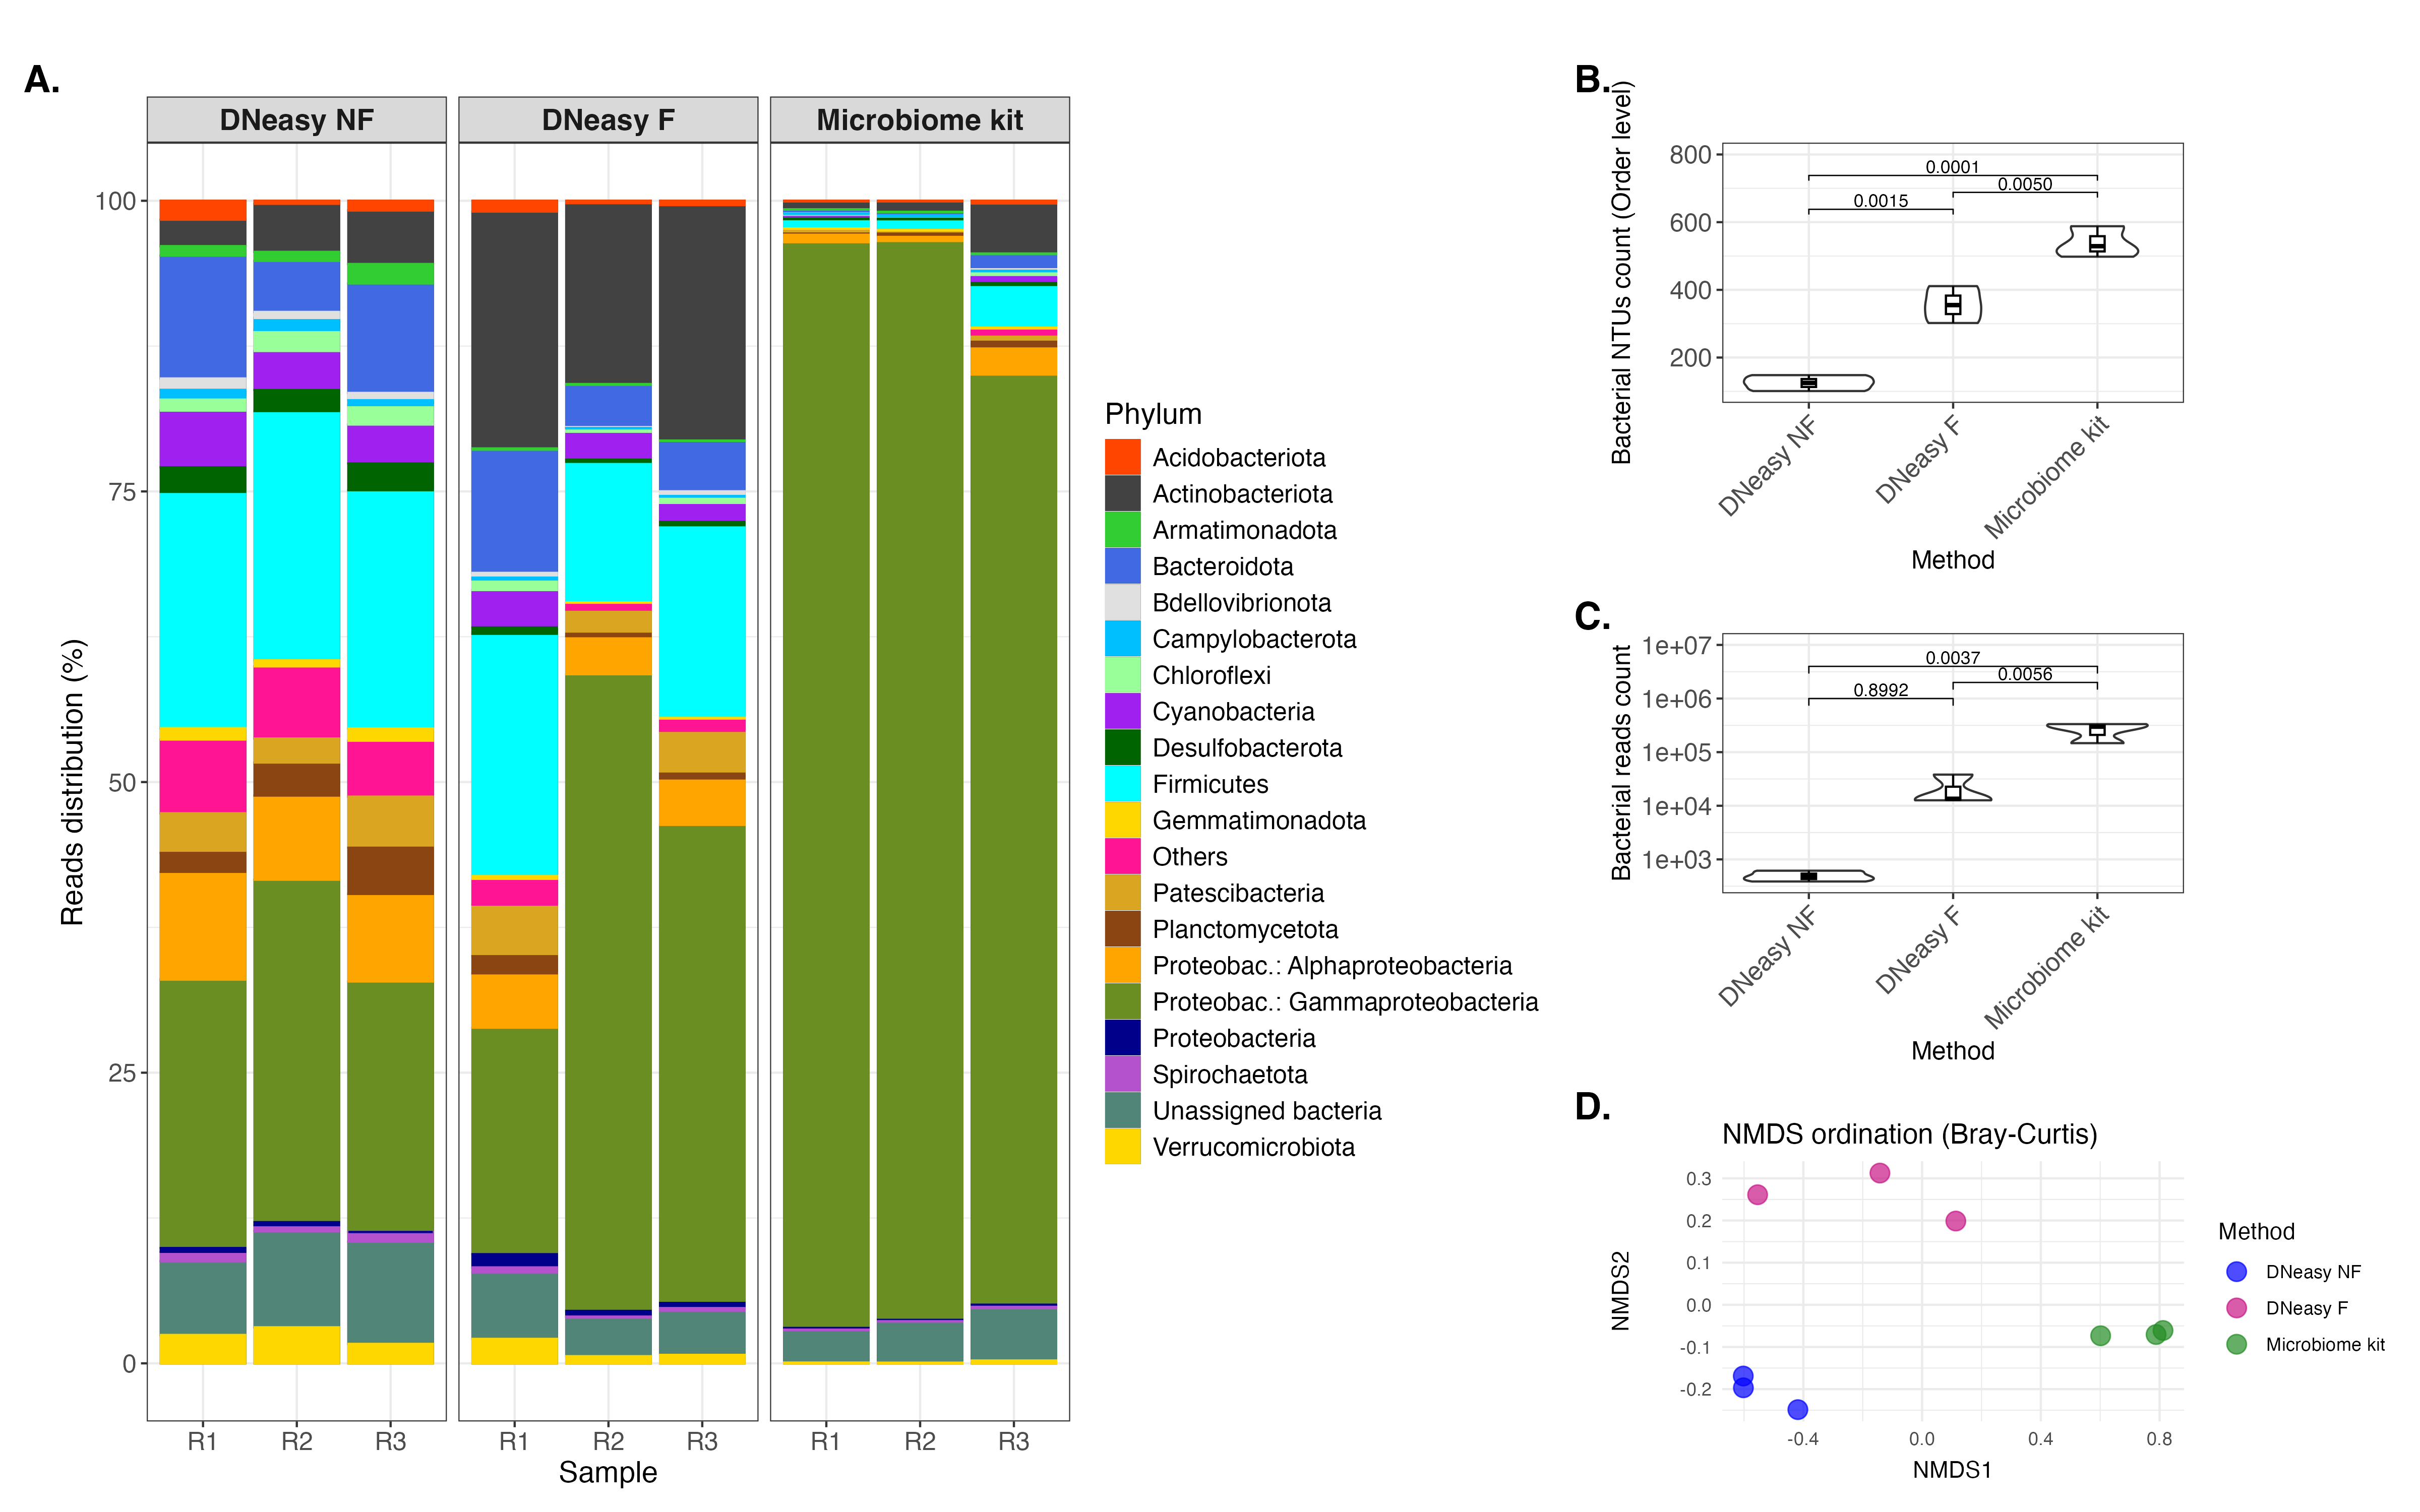 A.
DNeasy NF
DNeasy F
Microbiome kit
Reads distribution (%)
100
75
50
25
0
R1
R2
R3
R1
R2
R3
R1
R2
R3
Sample
Phylum
Acidobacteriota
Actinobacteriota
Armatimonadota
Bacteroidota
Bdellovibrionota
Campylobacterota
Chloroflexi
Cyanobacteria
Desulfobacterota
Firmicutes
Gemmatimonadota
Others
Patescibacteria
Planctomycetota
Proteobac.: Alphaproteobacteria
Proteobac.: Gammaproteobacteria
Proteobacteria
Spirochaetota
Unassigned bacteria
Verrucomicrobiota
B.
Bacterial NTUs count (Order level)
800
600
400
200
0.0001
0.0050
0.0015
DNeasy NF
DNeasy F
Microbiome kit
Method
C.
Bacterial reads count
1e+07
1e+06
1e+05
1e+04
1e+03
0.0037
0.0056
0.8992
DNeasy NF
DNeasy F
Microbiome kit
Method
D.
NMDS ordination (Bray-Curtis)
NMDS2
0.3
0.2
0.1
0.0
-0.1
-0.2
-0.4
0.0
0.4
0.8
NMDS1
Method
DNeasy NF
DNeasy F
Microbiome kit